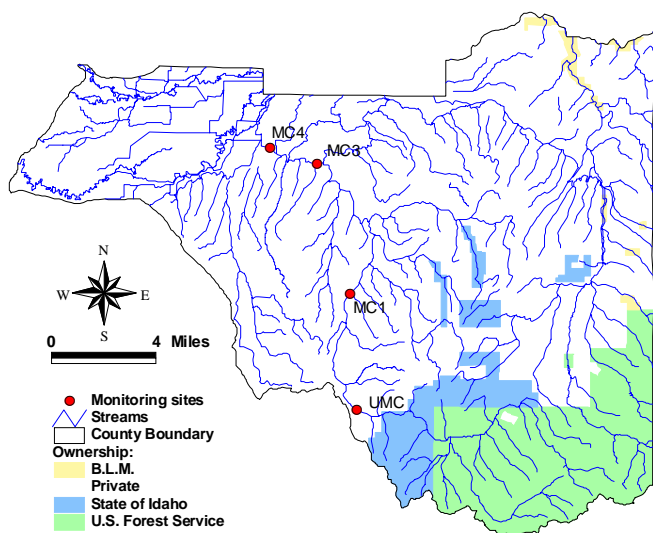 MC4
MC3
MC1
UMC
N
W E
S
0 4 Miles
Monitoring sites
Streams
County Boundary
Ownership:
B.L.M.
Private
State of Idaho
U.S. Forest Service